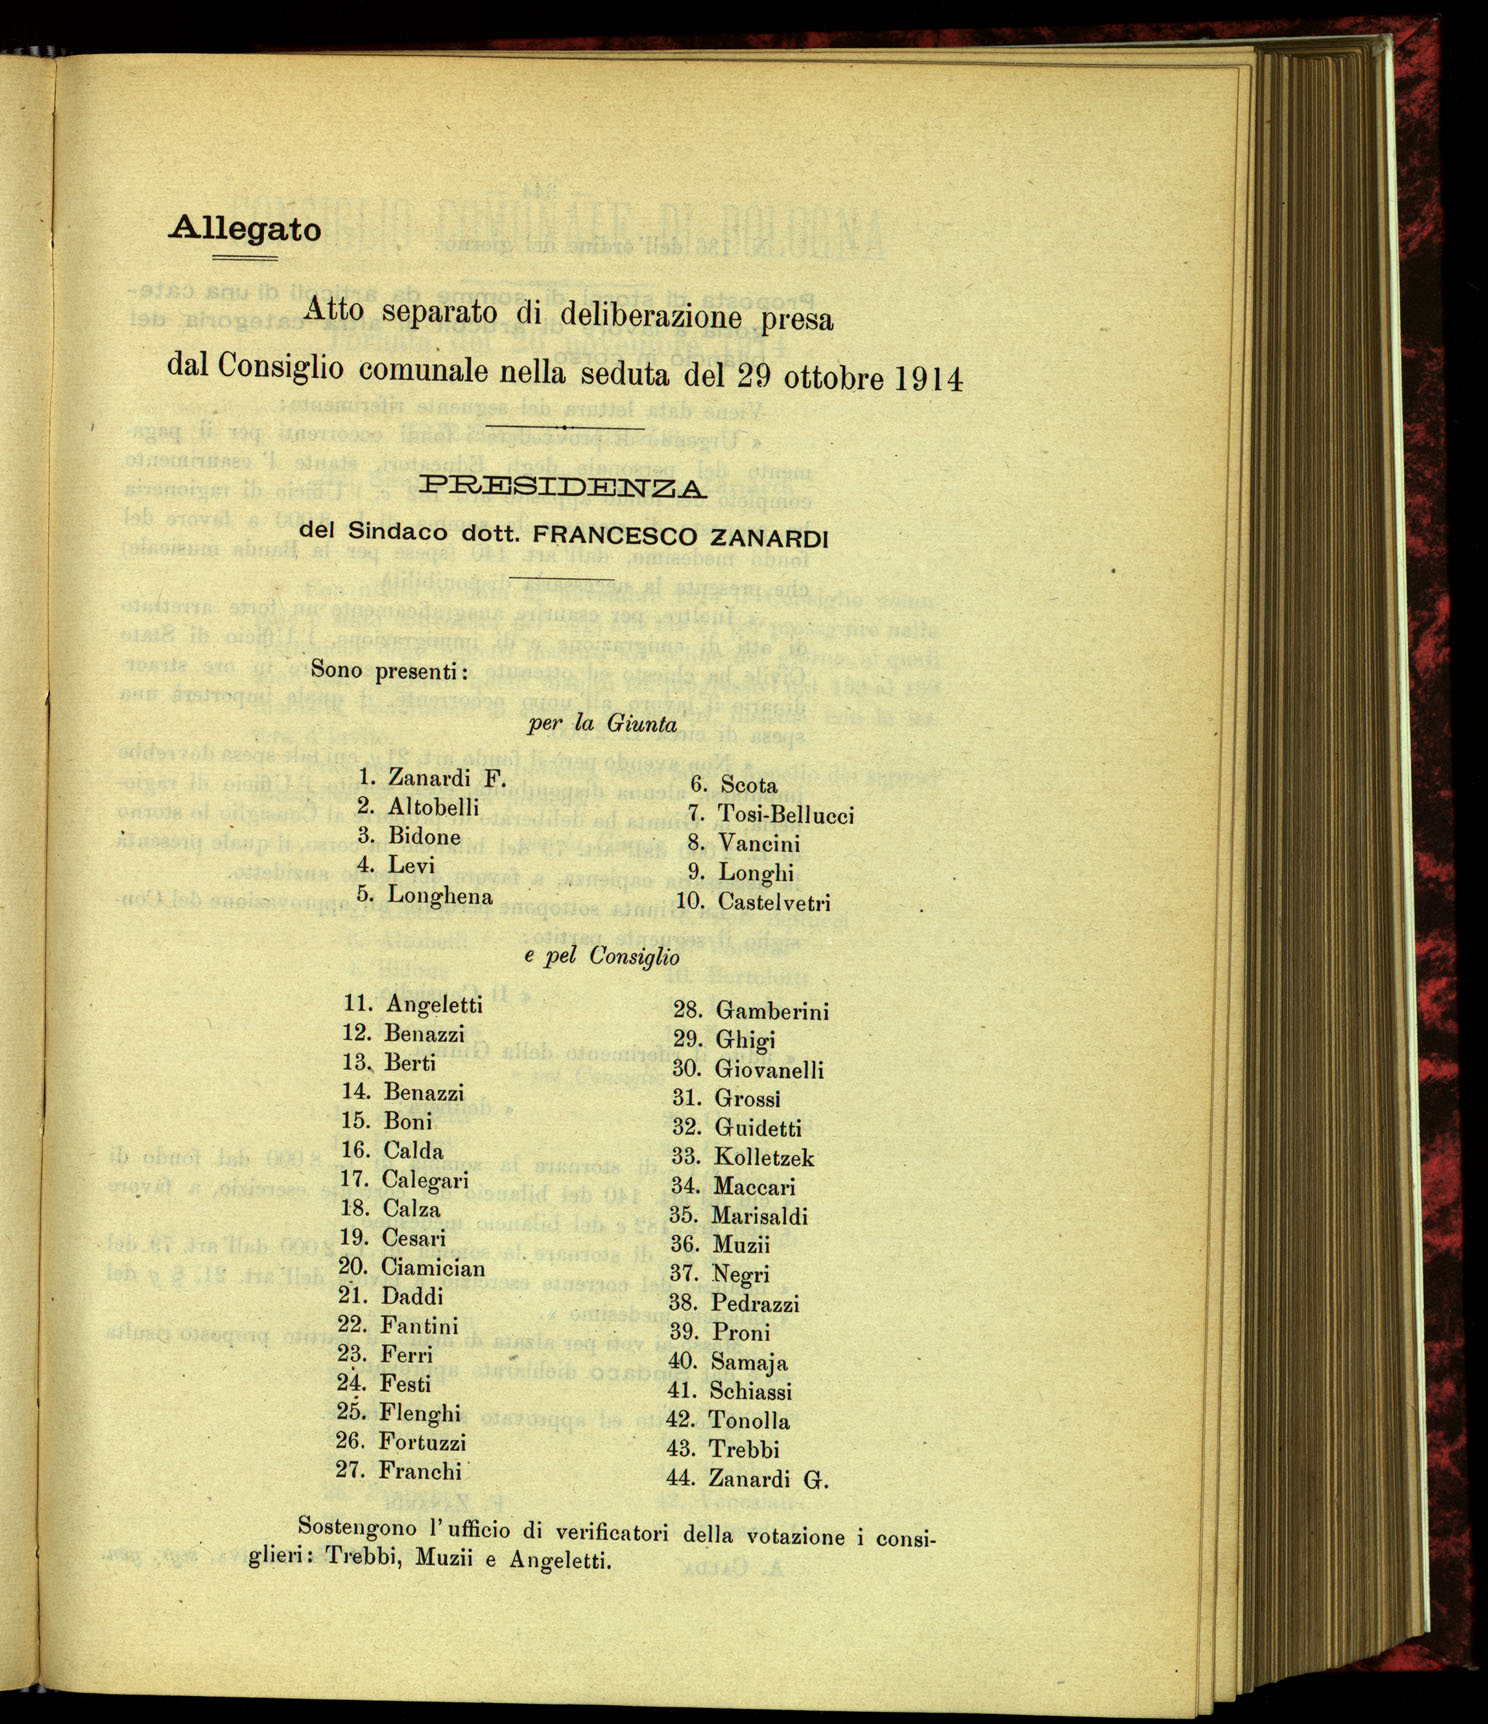 Allegato
Atto separato di deliberazione presa
dal Consiglio comunale nella seduta del 29 ottobre 1914
PRESIDENZA
del Sindaco dott. FRANCESCO ZANARDI
Sono presenti:
per la Giunta
1. Zanardi F.
2. Altobelli
3. Bidone
4. Levi
5. Longhena
6. Scota
7. Tosi-Bellucci
8. Vancini
9. Longhi
10. Castelvetri
e pel Consiglio
11. Angeletti
12. Benazzi
13. Berti
14. Benazzi
15. Boni
16. Calda
17. Calegari
18. Calza
19. Cesari
20. Ciamician
21. Daddi
22. Fantini
23. Ferri
24. Festi
25. Flenghi
26. Fortuzzi
27. Franchi
28. Gamberini
29. Ghigi
30. Giovanelli
31. Grossi
32. Guidetti
33. Kolletzek
34. Maccari
35. Marisaldi
36. Muzii
37. Negri
38. Pedrazzi
39. Proni
40. Samaja
41. Schiassi
42. Tonolla
43. Trebbi
44. Zanardi G.
Sostengono l'ufficio di verificatori della votazione i consi-
glieri: Trebbi, Muzii e Angeletti.